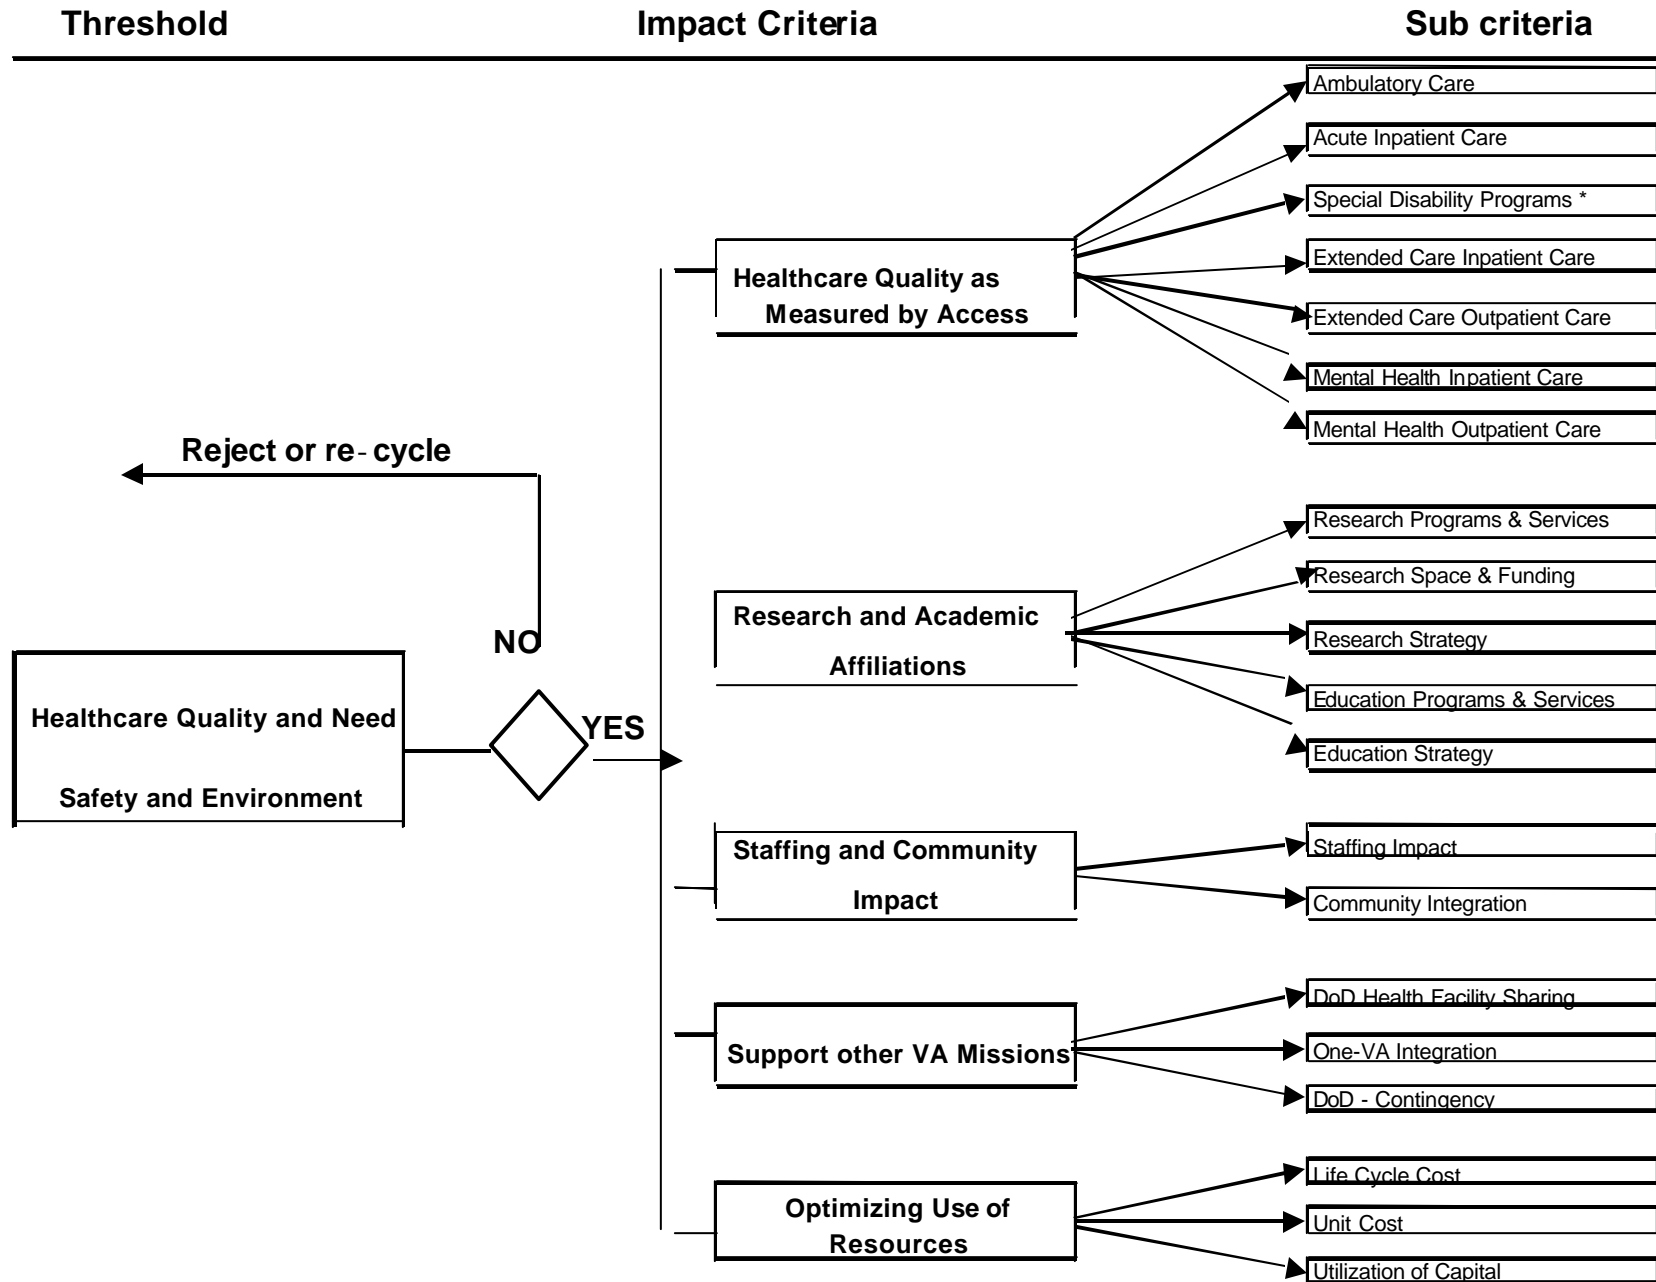 Threshold
Impact Criteria
Sub criteria
Ambulatory Care
Acute Inpatient Care
Special Disability Programs *
Extended Care Inpatient Care
Extended Care Outpatient Care
Mental Health Inpatient Care
Mental Health Outpatient Care
Healthcare Quality as
Measured by Access
Reject or re-cycle
NO
YES
Healthcare Quality and Need
Safety and Environment
Research and Academic
Affiliations
Research Programs & Services
Research Space & Funding
Research Strategy
Education Programs & Services
Education Strategy
Staffing and Community
Impact
Staffing Impact
Community Integration
Support other VA Missions
DoD Health Facility Sharing
One-VA Integration
DoD - Contingency
Optimizing Use of
Resources
Life Cycle Cost
Unit Cost
Utilization of Capital